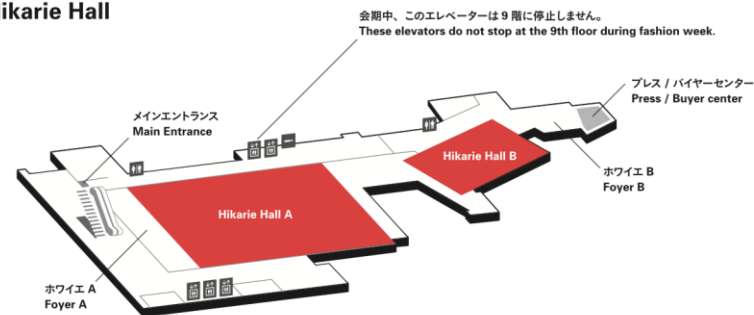 ikarie Hall
会期中、このエレベーターは 9 階に停止しません。
These elevators do not stop at the 9th floor during fashion week.
プレス / バイヤーセンター
Press / Buyer center
メインエントランス
Main Entrance
Hikarie Hall B
ホワイエ B
Foyer B
Hikarie Hall A
ホワイエ A
Foyer A